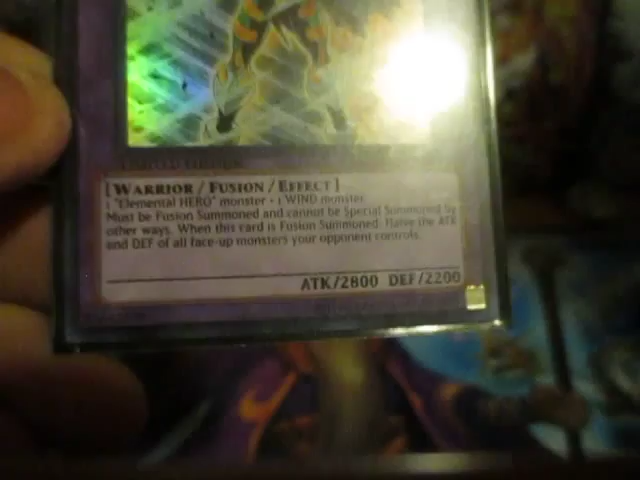 [WARRIOR / FUSION / EFFECT]
1 "Elemental HERO" monster + 1 WIND monster
Must be Fusion Summoned and cannot be Special Summoned by
other ways. When this card is Fusion Summoned: Halve the ATK
and DEF of all face-up monsters your opponent controls.
ATK/2800 DEF/2200